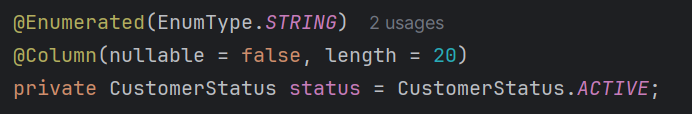 @Enumerated(EnumType.STRING) 2 usages
@Column(nullable = false, length = 20)
private CustomerStatus status = CustomerStatus.ACTIVE;